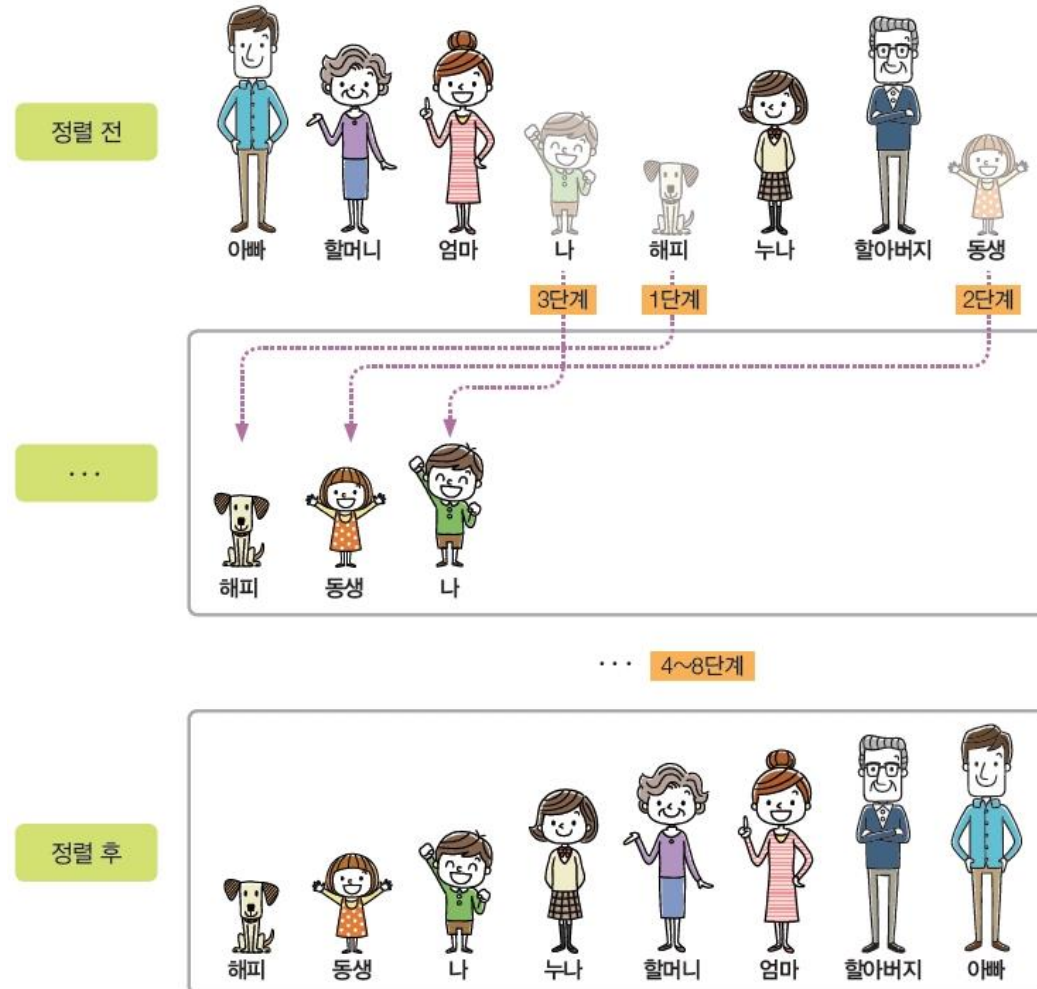 정렬 전
아빠 할머니 엄마 나 해피 누나 할아버지 동생
3단계 1단계 2단계
···
해피 동생 나
··· 4~8단계
정렬 후
해피 동생 나 누나 할머니 엄마 할아버지 아빠